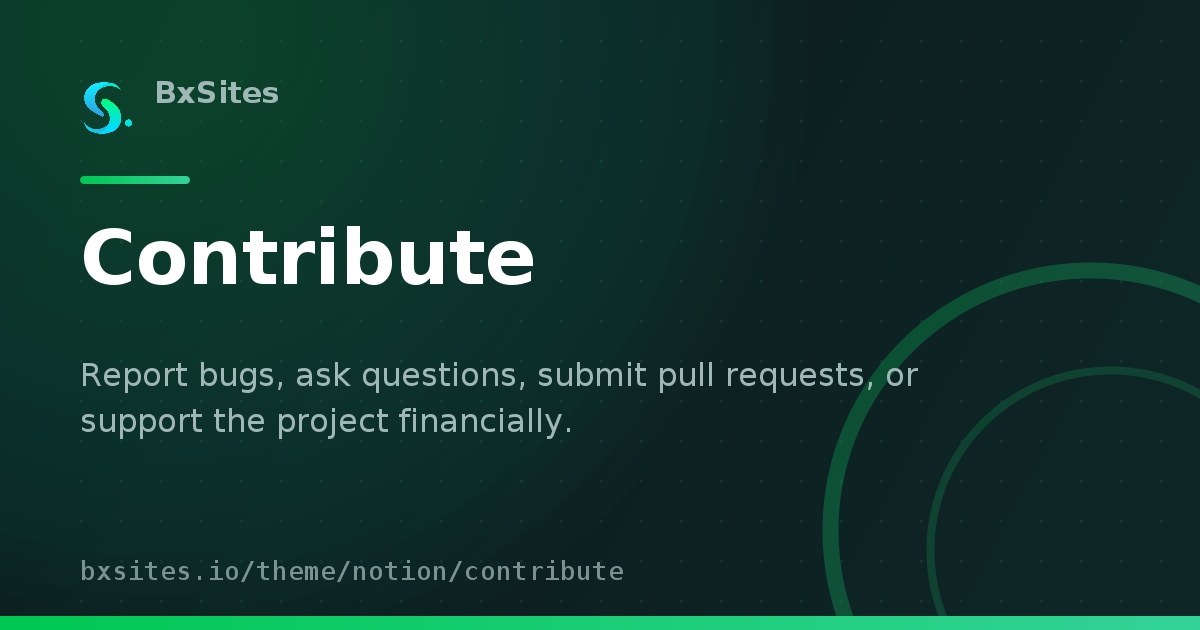 BxSites
Contribute
Report bugs, ask questions, submit pull requests, or
support the project financially.
bxsites.io/theme/notion/contribute